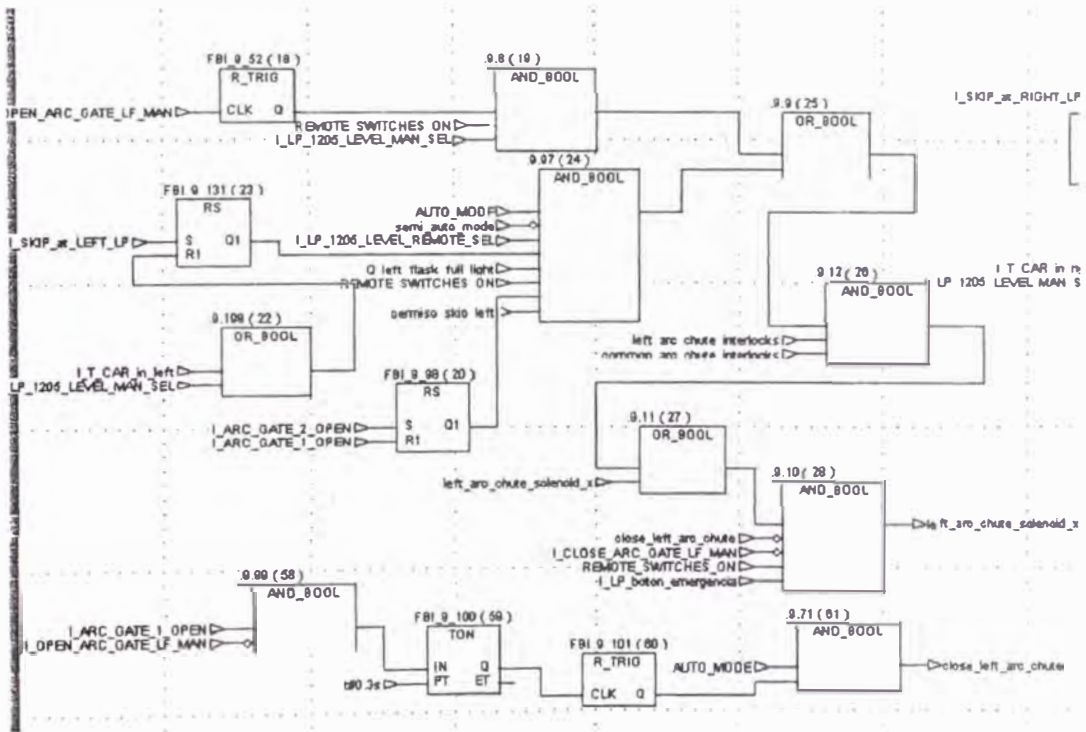 FBI_9_52 (18)
R_TRIG
CLK Q
OPEN_ARC_GATE_LF_MAN
.9.8 (19)
AND_BOOL
REMOTE SWITCHES ON
I_LP_1205_LEVEL_MAN_SEL
.9.9 (25)
OR_BOOL
I_SKIP_at_RIGHT_LP
.9.97 (24)
AND_BOOL
FBI_9_131 (23)
RS
S Q1
R1
I_SKIP_at_LEFT_LP
AUTO_MODE
semi_auto_mode
I_LP_1205_LEVEL_REMOTE_SEL
Q left flask full light
REMOTE SWITCHES ON
permiso skip left
I T CAR in
LP 1205 LEVEL MAN S
.9.12 (26)
AND_BOOL
left arc chute interlocks
common arc chute interlocks
.9.199 (22)
OR_BOOL
I T CAR in left
LP_1205_LEVEL_MAN_SEL
FBI_9_98 (20)
RS
S Q1
R1
I_ARC_GATE_2_OPEN
I_ARC_GATE_1_OPEN
.9.11 (27)
OR_BOOL
left_arc_chute_solenoid_x
.9.10 (28)
AND_BOOL
left_arc_chute_solenoid_x
close_left_arc_chute
I_CLOSE_ARC_GATE_LF_MAN
REMOTE_SWITCHES_ON
I_LP_boton_emergencia
.9.99 (58)
AND_BOOL
I_ARC_GATE_1_OPEN
I_OPEN_ARC_GATE_LF_MAN
FBI_9_100 (59)
TON
IN Q
PT ET
t#0.3s
FBI_9_101 (60)
R_TRIG
CLK Q
.9.71 (61)
AND_BOOL
AUTO_MODE
close_left_arc_chute